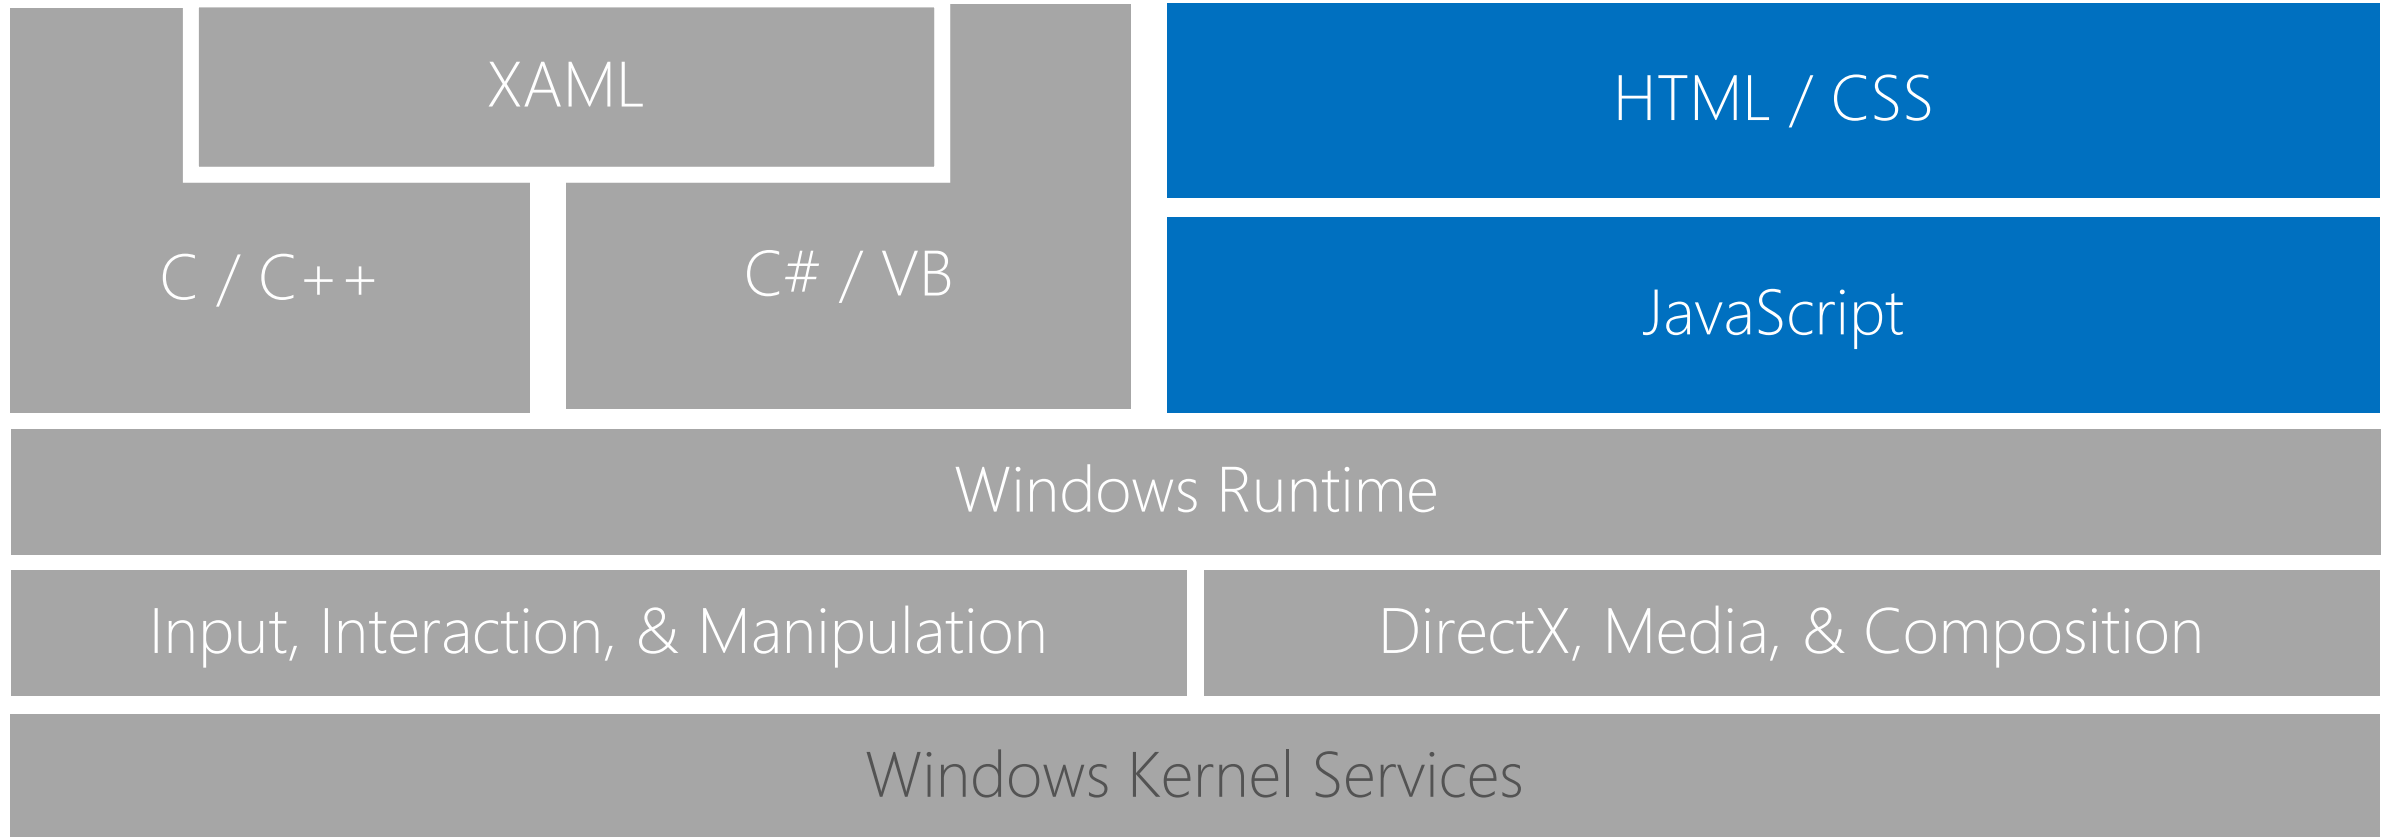 XAML
HTML / CSS
C / C++
C# / VB
JavaScript
Windows Runtime
Input, Interaction, & Manipulation
DirectX, Media, & Composition
Windows Kernel Services